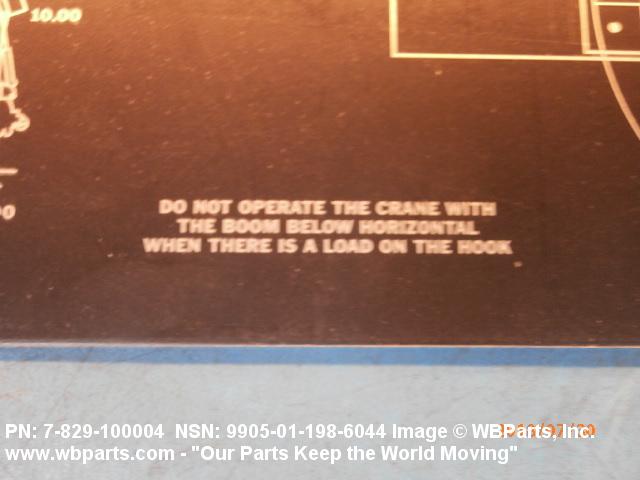 10.00
DO NOT OPERATE THE CRANE WITH
THE BOOM BELOW HORIZONTAL
WHEN THERE IS A LOAD ON THE HOOK
PN: 7-829-100004 NSN: 9905-01-198-6044 Image © WBParts, Inc.
www.wbparts.com - "Our Parts Keep the World Moving"